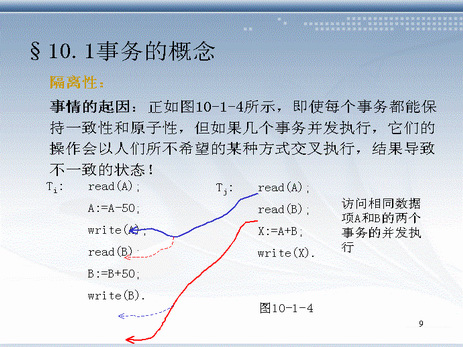 §10.1事务的概念
隔离性：
事情的起因：正如图10-1-4所示，即使每个事务都能保
持一致性和原子性，但如果几个事务并发执行，它们的
操作会以人们所不希望的某种方式交叉执行，结果导致
不一致的状态！
Ti: read(A);
A:=A-50;
write(A);
read(B)
B:=B+50;
write(B).
Tj: read(A);
read(B);
X:=A+B;
write(X).
访问相同数据
项A和B的两个
事务的并发执
行
图10-1-4
9